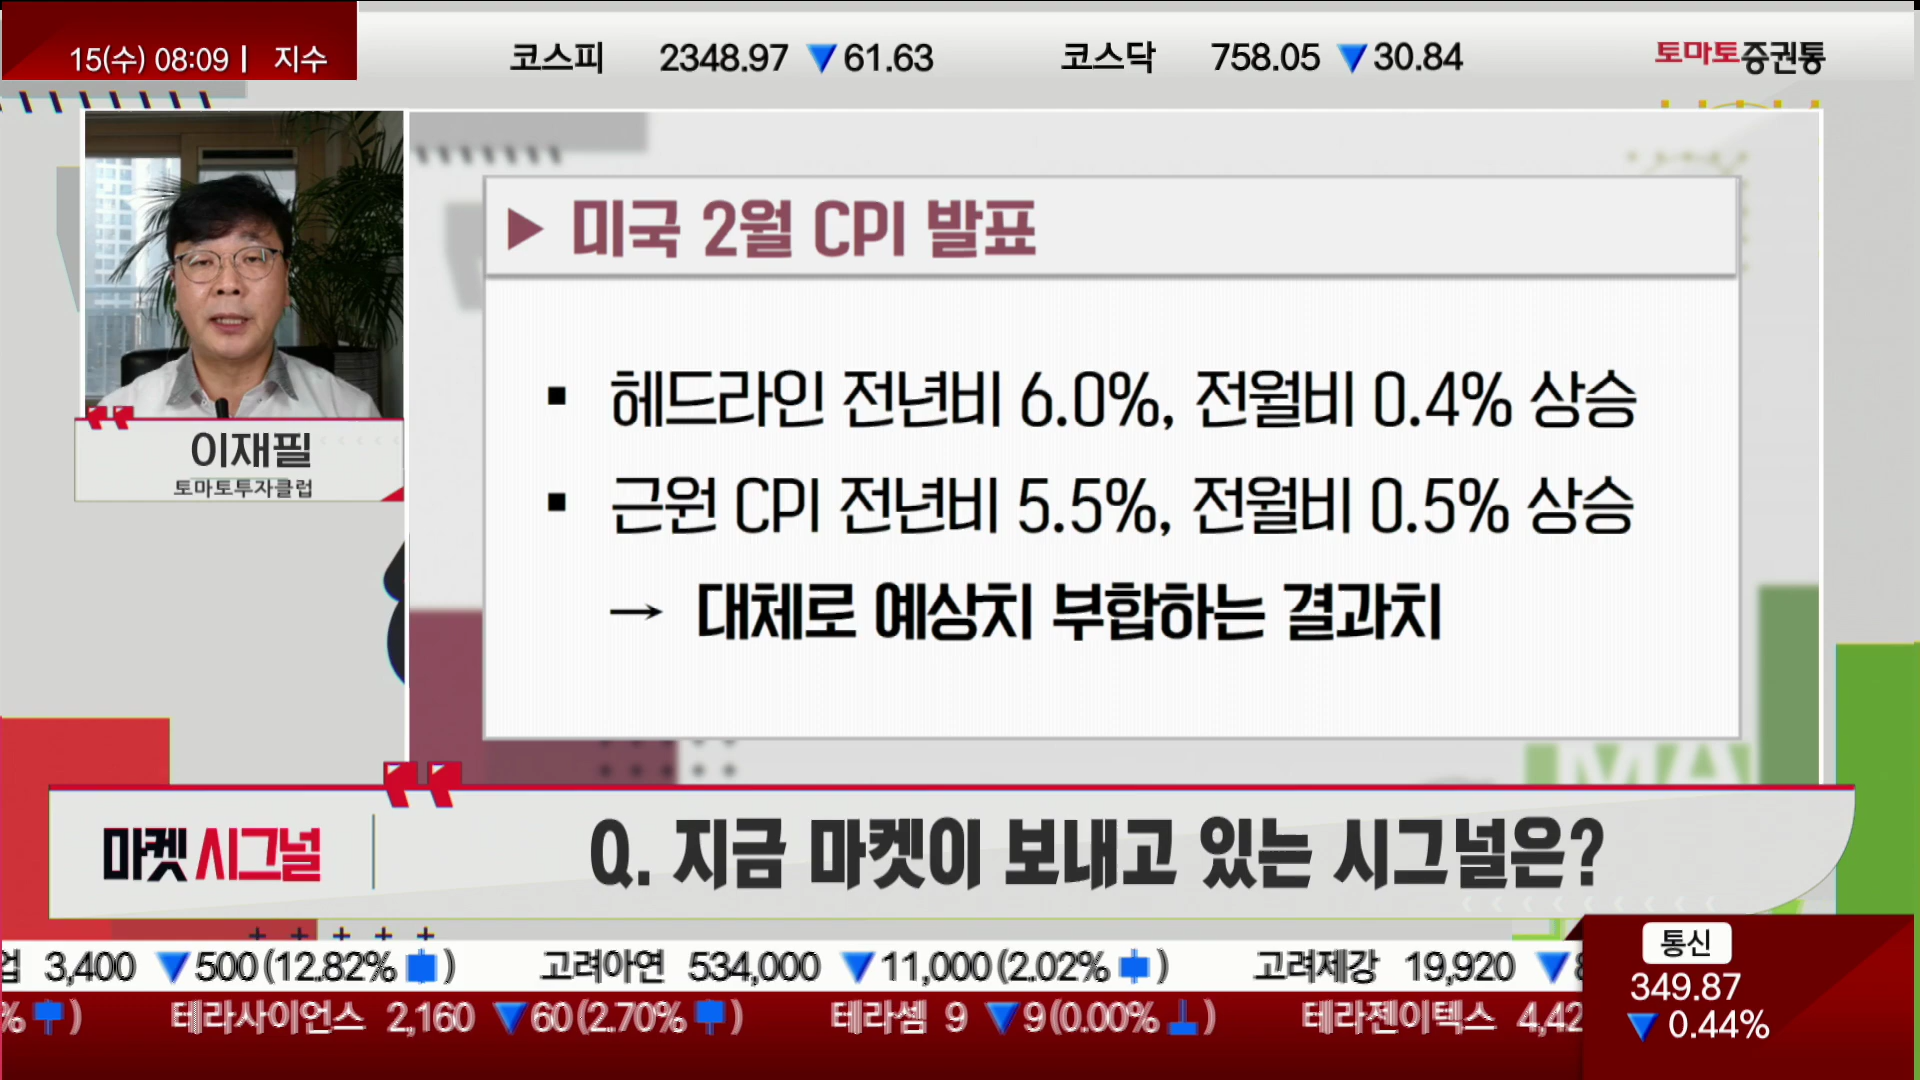 15(수) 08:09 | 지수
코스피 2348.97 ▼61.63 코스닥 758.05 ▼30.84
토마토증권통
▶ 미국 2월 CPI 발표
▪ 헤드라인 전년비 6.0%, 전월비 0.4% 상승
▪ 근원 CPI 전년비 5.5%, 전월비 0.5% 상승
→ 대체로 예상치 부합하는 결과치
이재필
토마토투자클럽
MA
마켓시그널
Q. 지금 마켓이 보내고 있는 시그널은?
업 3,400 ▼500(12.82% ) 고려아연 534,000 ▼11,000(2.02% ) 고려제강 19,920 ▼
% ) 테라사이언스 2,160 ▼60(2.70% ) 테라셈 9 ▼9(0.00% ) 테라젠이텍스 4,42
통신
349.87
▼ 0.44%